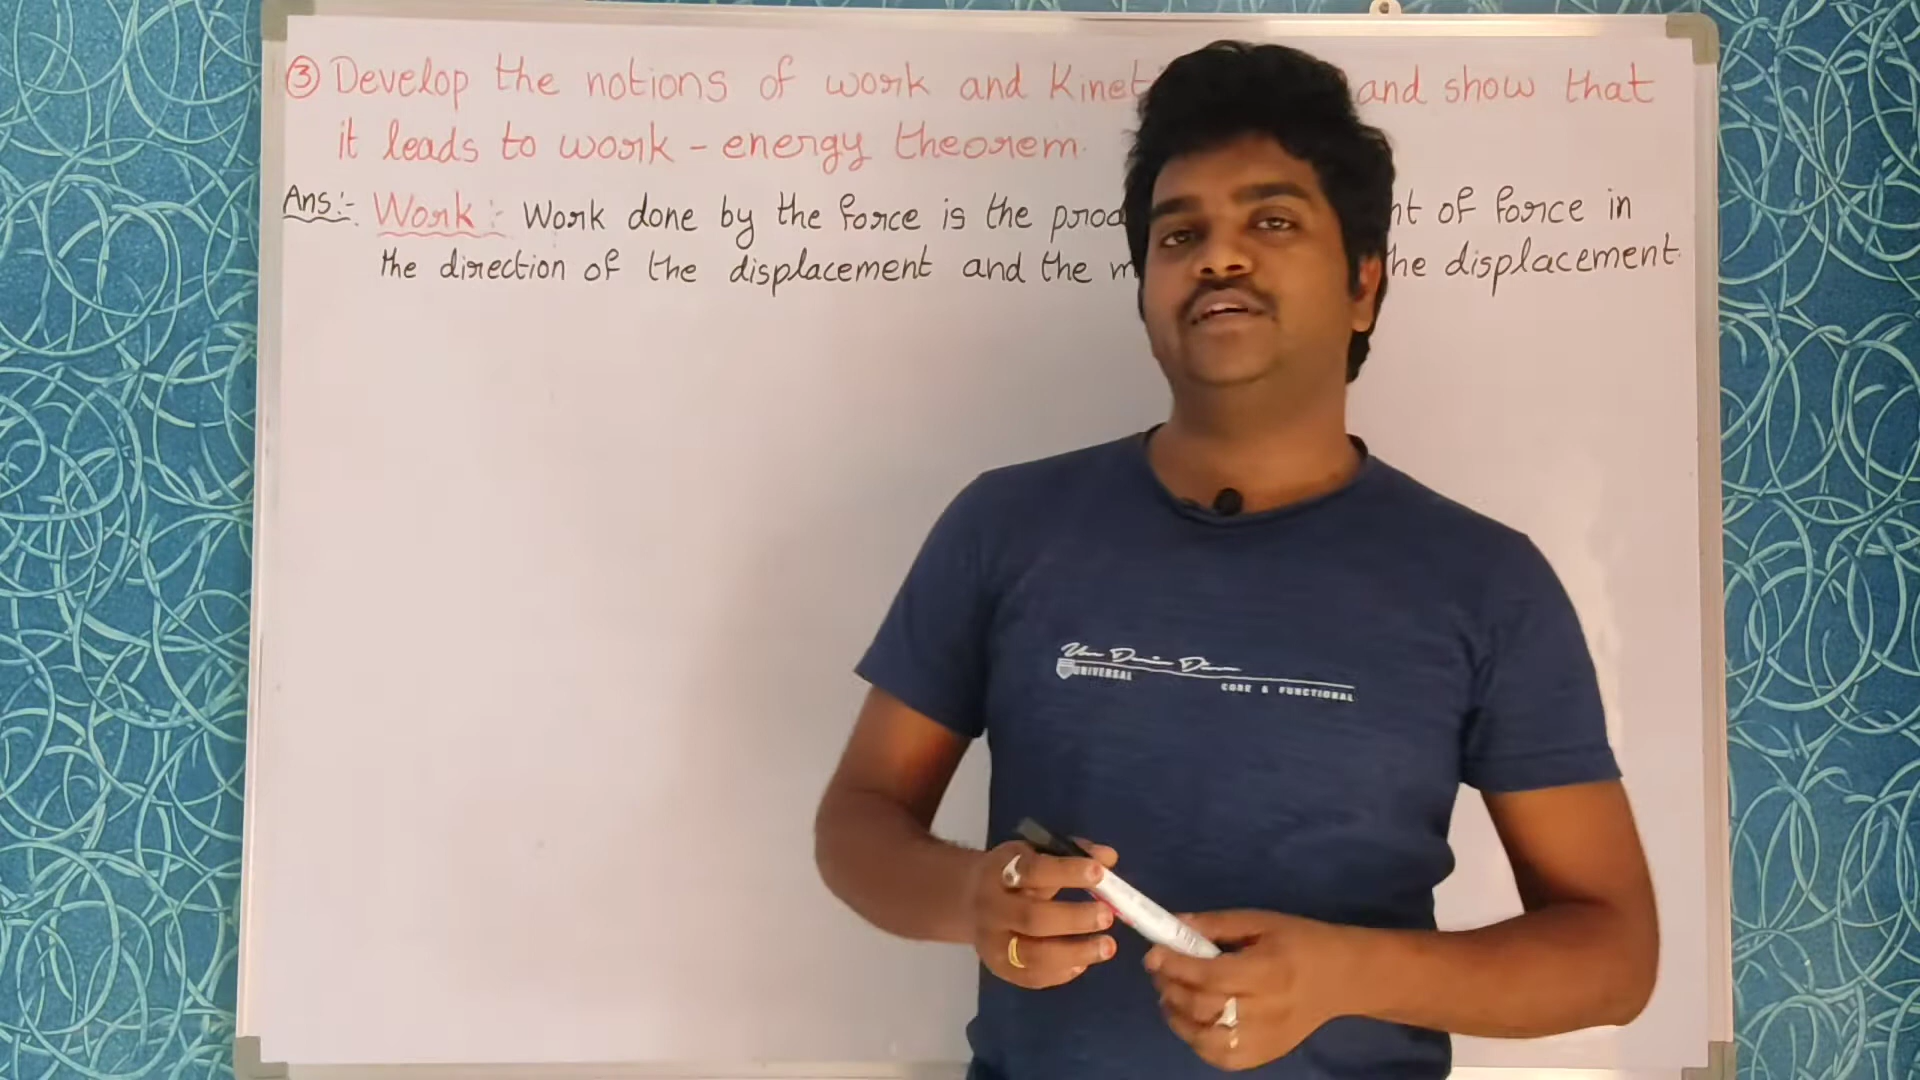 ③ Develop the notions of work and Kinet and show that
it leads to work - energy theorem.
Ans:- Work :- Work done by the force is the prod nt of force in
the direction of the displacement and the m he displacement.
UNIVERSAL
CORE & FUNCTIONAL